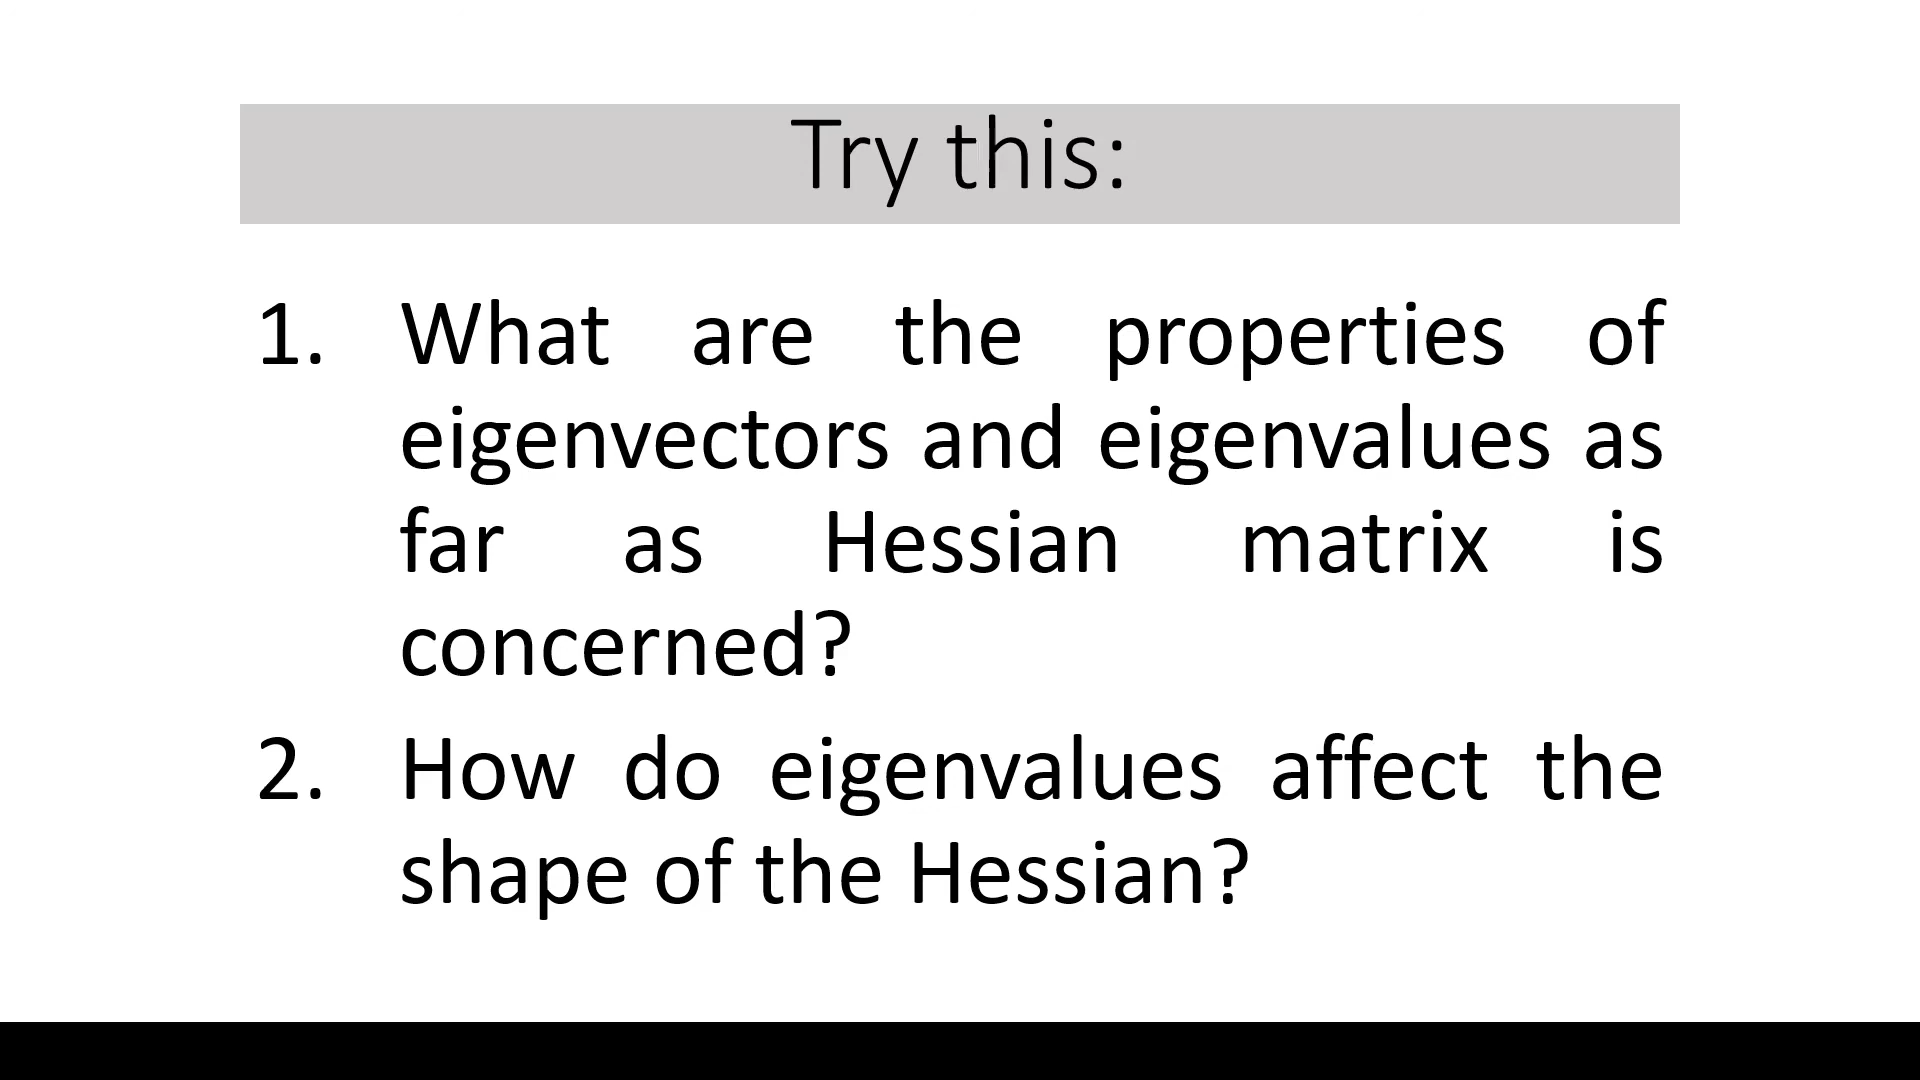 Try this:
1. What are the properties of
eigenvectors and eigenvalues as
far as Hessian matrix is
concerned?
2. How do eigenvalues affect the
shape of the Hessian?